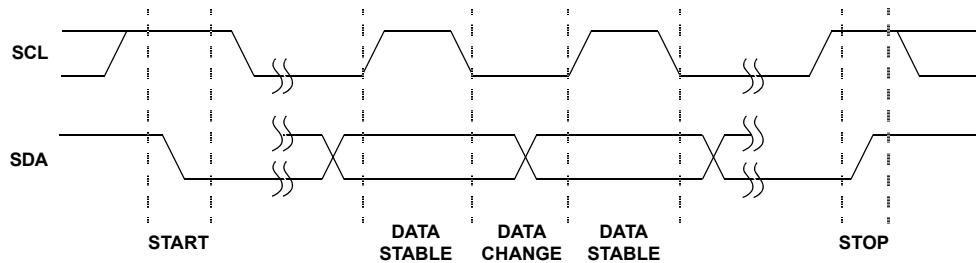 SCL
SDA
START
DATA
STABLE
DATA
CHANGE
DATA
STABLE
STOP